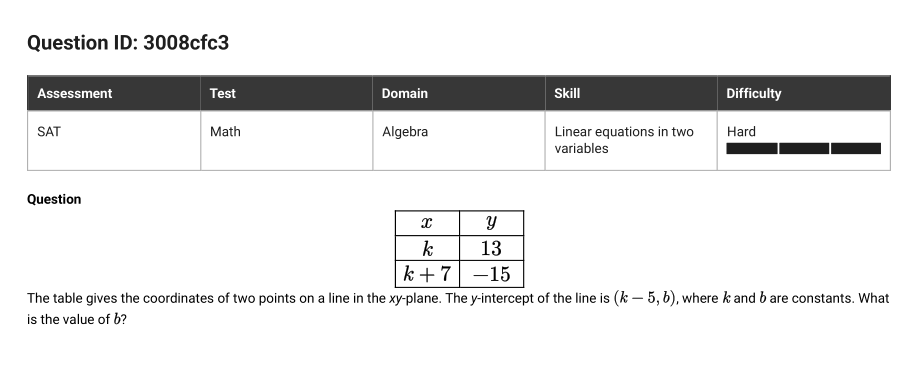 Question ID: 3008cfc3
Assessment Test Domain Skill Difficulty
SAT Math Algebra Linear equations in two variables Hard
Question
x y
k 13
k + 7 −15
The table gives the coordinates of two points on a line in the xy-plane. The y-intercept of the line is (k − 5, b), where k and b are constants. What
is the value of b?